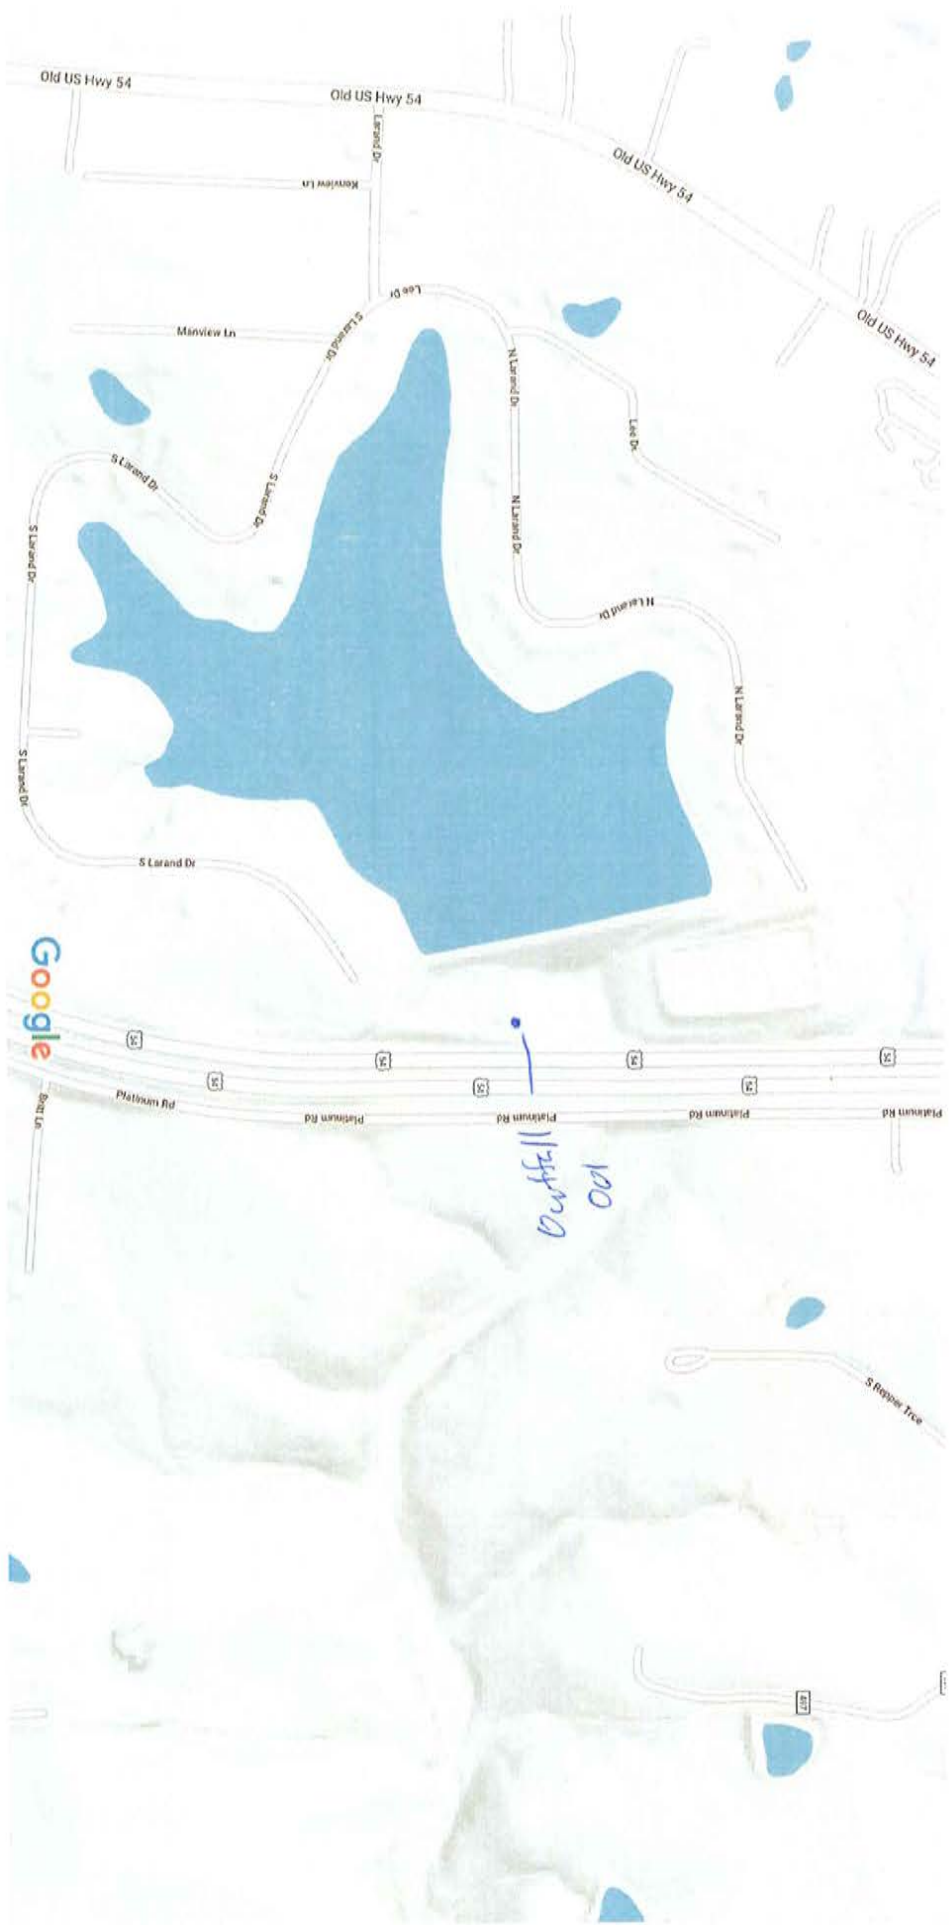 Old US Hwy 54
Old US Hwy 54
Larand Dr
Kenview Ln
Old US Hwy 54
Lee Dr
S Larand Dr
Manview Ln
Old US Hwy 54
N Larand Dr
Lee Dr
S Larand Dr
S Larand Dr
N Larand Dr
S Larand Dr
N Larand Dr
N Larand Dr
S Larand Dr
S Larand Dr
Google
54
54
54
54
54
54
54
Platinum Rd
Britt Ln
Platinum Rd
Platinum Rd
Platinum Rd
Platinum Rd
Outfall
001
S Repper Trce
407